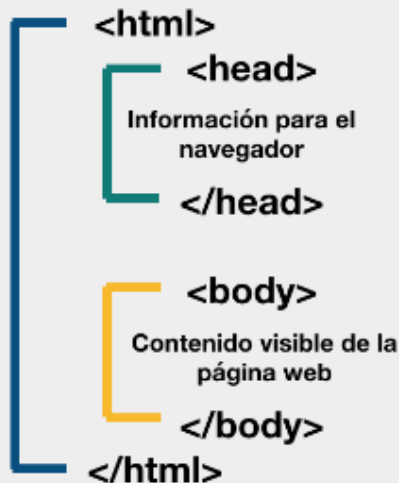 <html>
<head>
Información para el
navegador
</head>
<body>
Contenido visible de la
página web
</body>
</html>